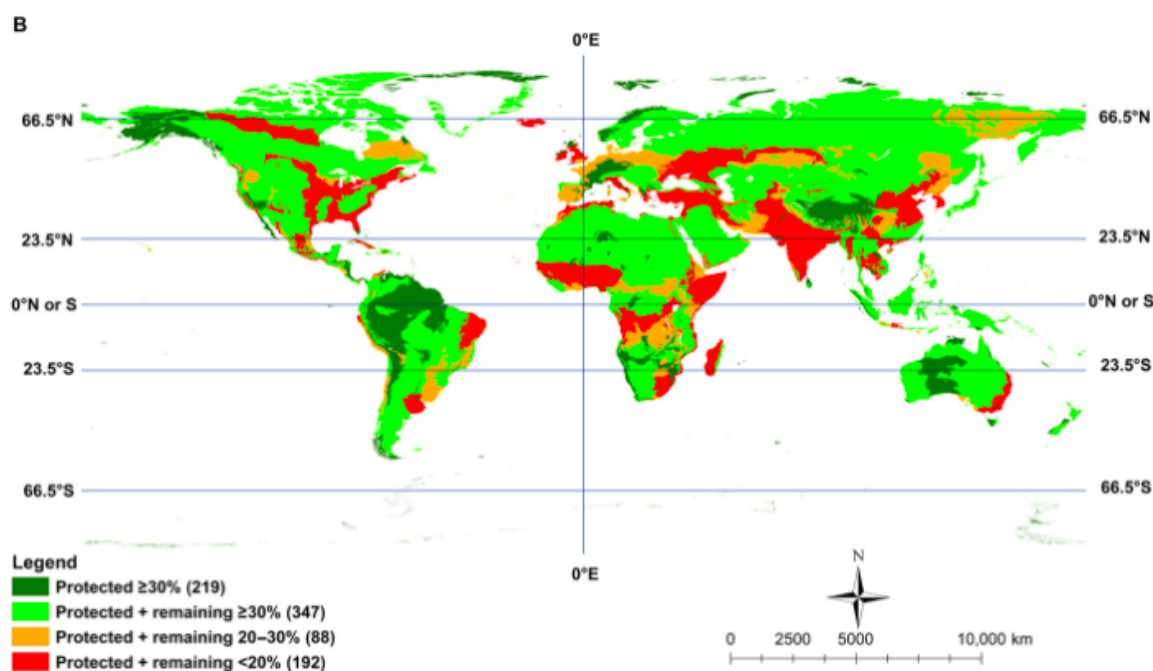 B
0°E
66.5°N
66.5°N
23.5°N
23.5°N
0°N or S
0°N or S
23.5°S
23.5°S
66.5°S
66.5°S
0°E
Legend
Protected ≥30% (219)
Protected + remaining ≥30% (347)
Protected + remaining 20–30% (88)
Protected + remaining <20% (192)
N
0 2500 5000 10,000 km